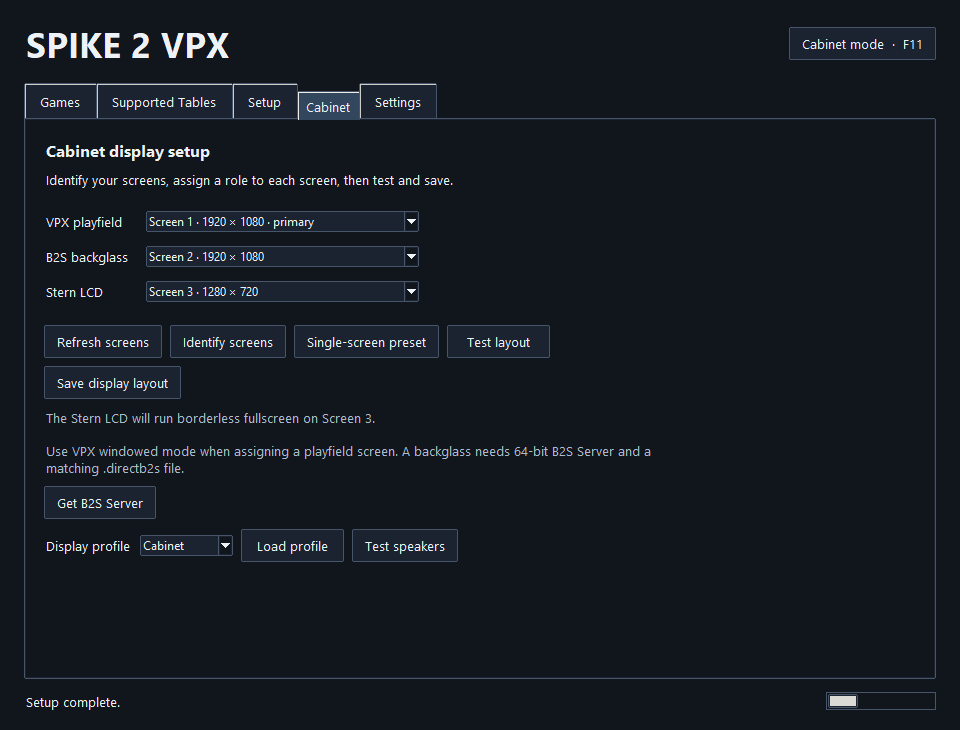 SPIKE 2 VPX
Cabinet mode · F11
Games
Supported Tables
Setup
Cabinet
Settings
Cabinet display setup
Identify your screens, assign a role to each screen, then test and save.
VPX playfield
Screen 1 · 1920 × 1080 · primary
B2S backglass
Screen 2 · 1920 × 1080
Stern LCD
Screen 3 · 1280 × 720
Refresh screens
Identify screens
Single-screen preset
Test layout
Save display layout
The Stern LCD will run borderless fullscreen on Screen 3.
Use VPX windowed mode when assigning a playfield screen. A backglass needs 64-bit B2S Server and a
matching .directb2s file.
Get B2S Server
Display profile
Cabinet
Load profile
Test speakers
Setup complete.